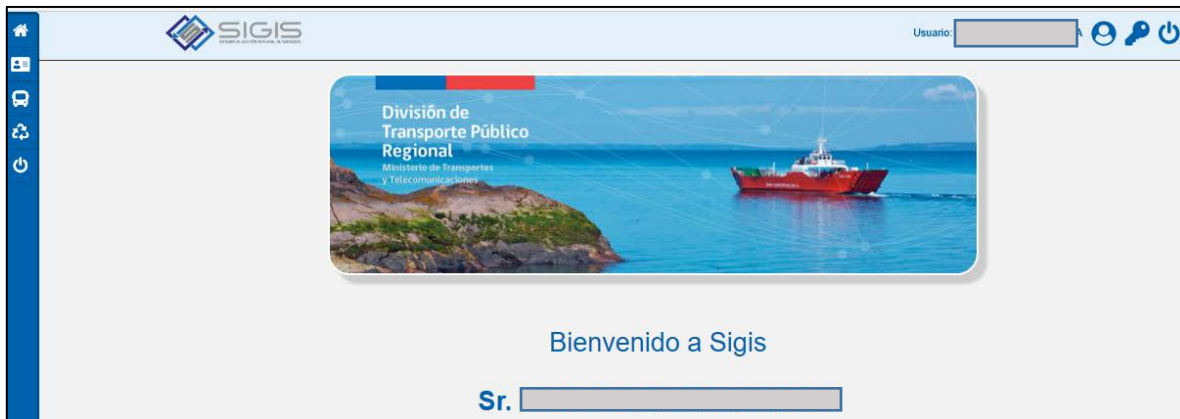 SIGIS
Usuario:
A
División de
Transporte Público
Regional
Ministerio de Transportes
y Telecomunicaciones
Bienvenido a Sigis
Sr.